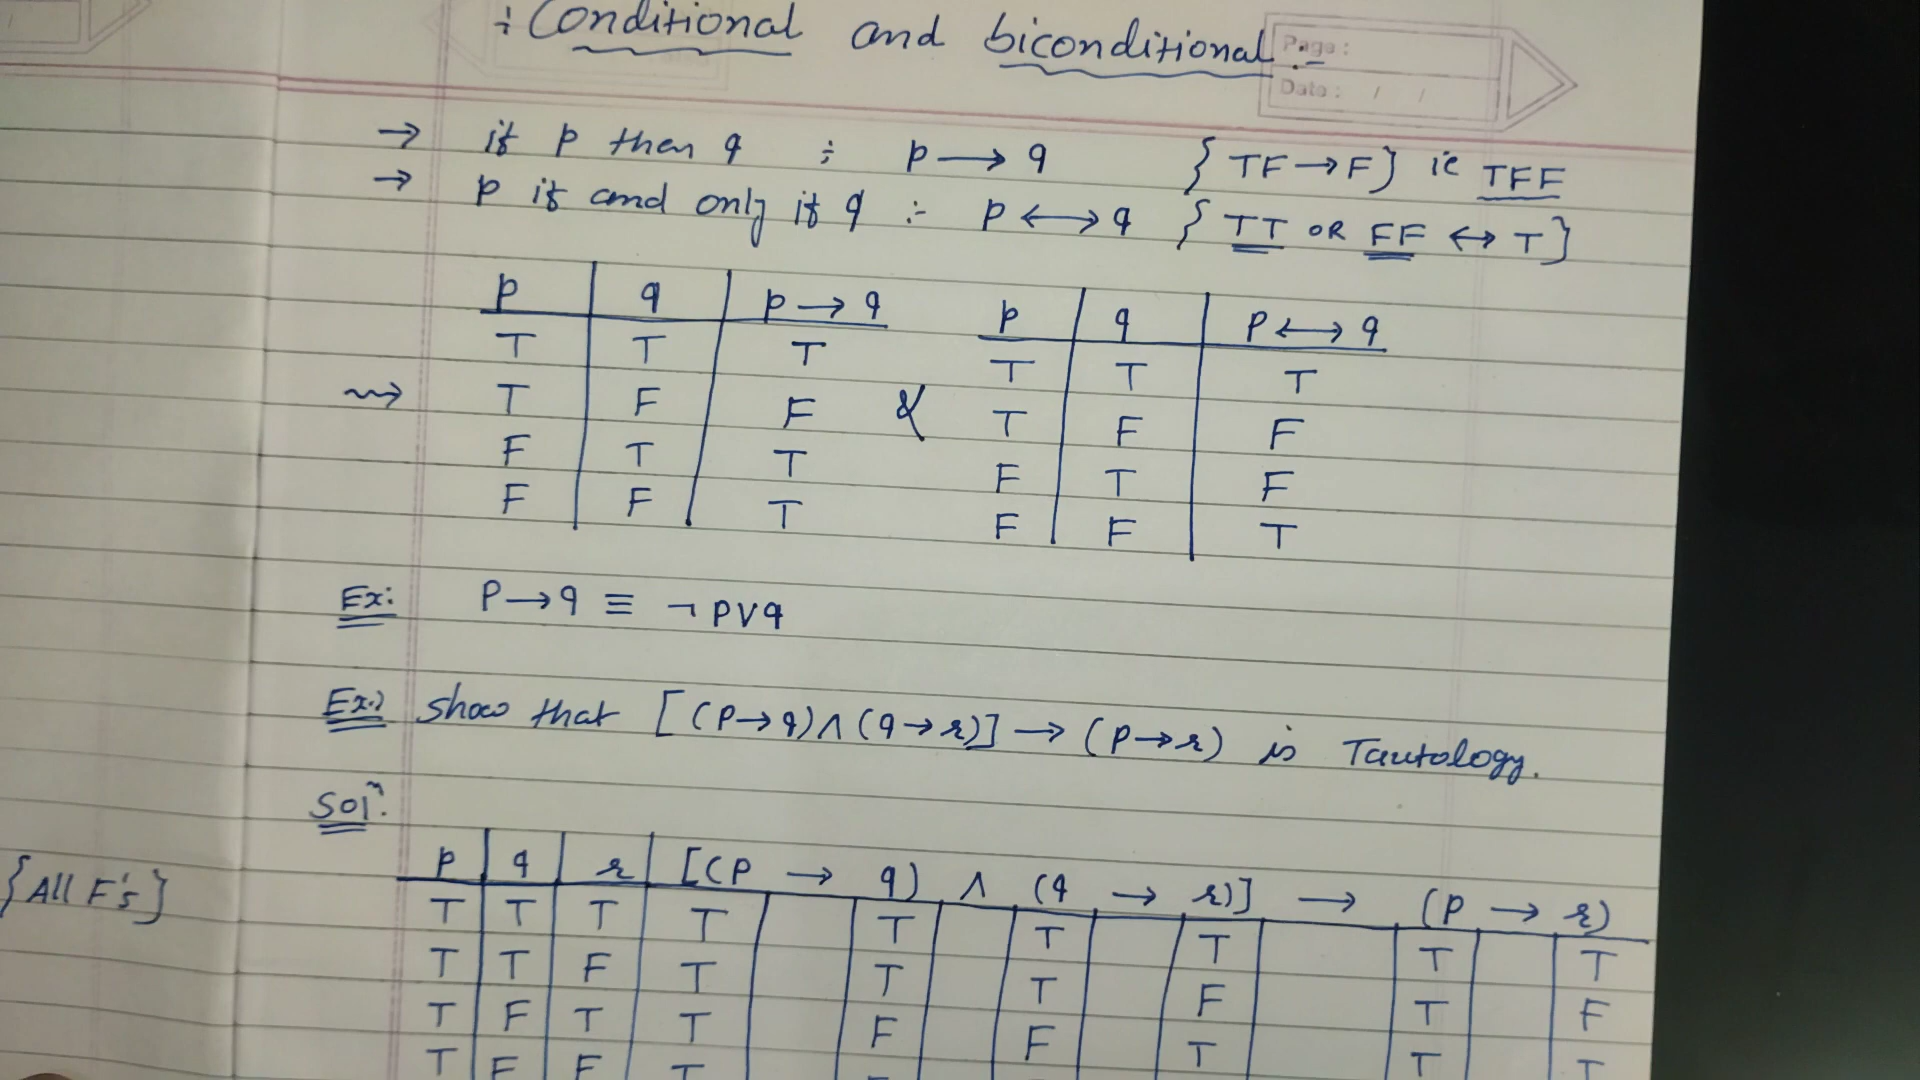 ÷ Conditional and biconditional :-
Page :
Date : / /
→ if p then q ÷ p → q { TF → F } ie TFF
→ p if and only if q :- p ↔ q { TT OR FF ↔ T }
p | q | p → q p | q | p ↔ q
T | T | T T | T | T
⇝ T | F | F & T | F | F
F | T | T F | T | F
F | F | T F | F | T
Ex: p → q ≡ ¬ p ∨ q
Ex:) show that [(p → q) ∧ (q → r)] → (p → r) is Tautology.
Solⁿ.
{All F's}
p | q | r | [(p → q) ∧ (q → r)] → (p → r)
T | T | T | T | | T | | T | | T | | T | | T
T | T | F | T | | T | | T | | F | | T | | F
T | F | T | T | | F | | F | | T | | T | | T
T | F | F | T